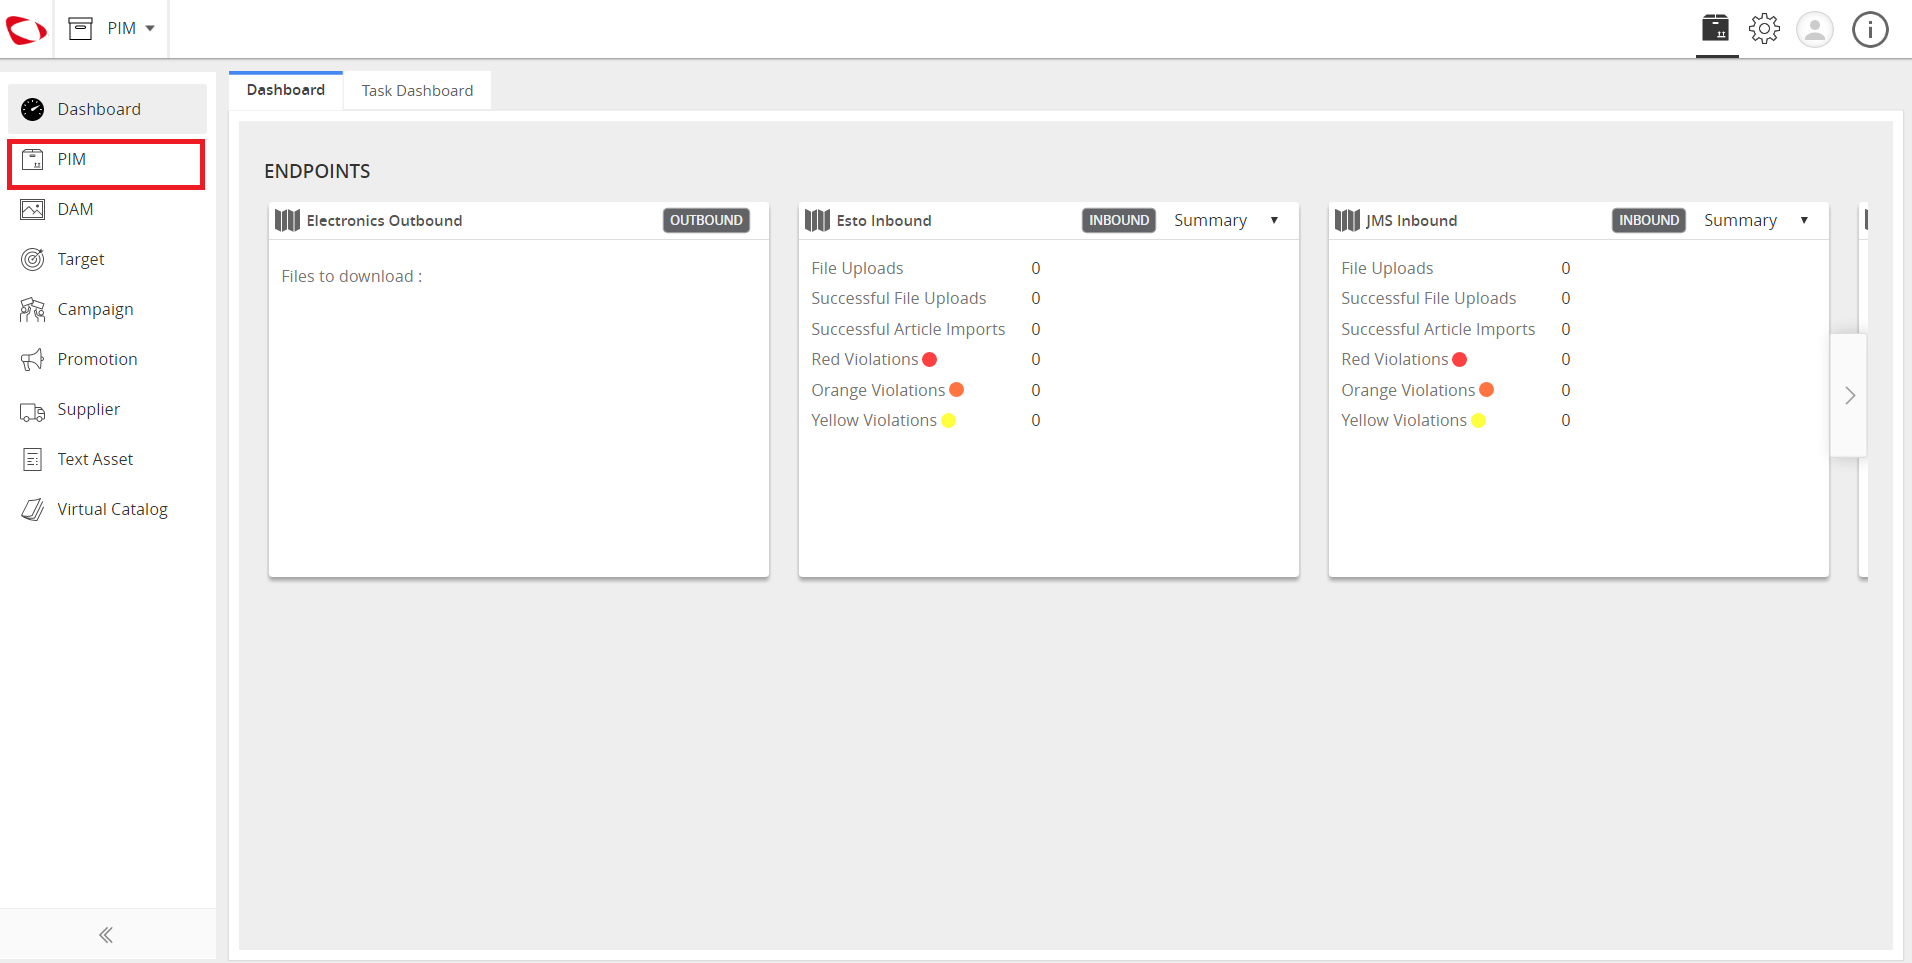 PIM
Dashboard
PIM
DAM
Target
Campaign
Promotion
Supplier
Text Asset
Virtual Catalog
Dashboard Task Dashboard
ENDPOINTS
Electronics Outbound OUTBOUND
Files to download :
Esto Inbound INBOUND Summary
File Uploads 0
Successful File Uploads 0
Successful Article Imports 0
Red Violations 0
Orange Violations 0
Yellow Violations 0
JMS Inbound INBOUND Summary
File Uploads 0
Successful File Uploads 0
Successful Article Imports 0
Red Violations 0
Orange Violations 0
Yellow Violations 0